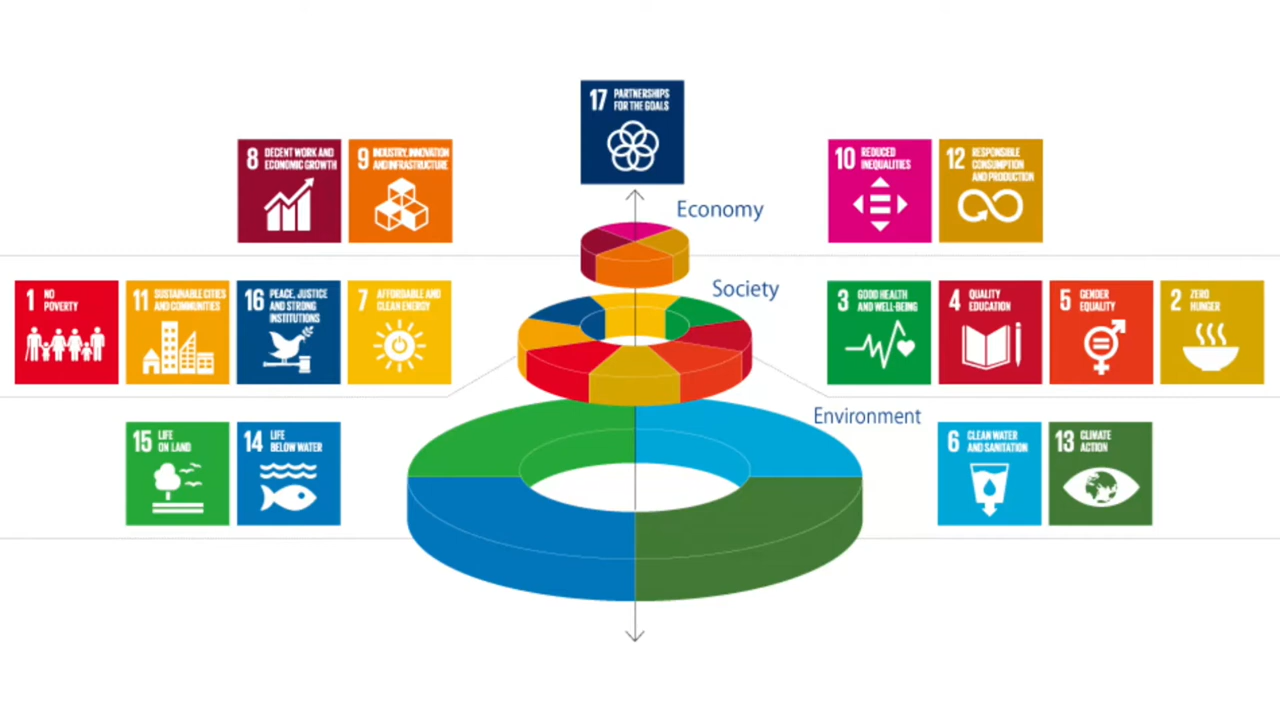 17 PARTNERSHIPS
FOR THE GOALS
8 DECENT WORK AND
ECONOMIC GROWTH
9 INDUSTRY, INNOVATION
AND INFRASTRUCTURE
10 REDUCED
INEQUALITIES
12 RESPONSIBLE
CONSUMPTION
AND PRODUCTION
Economy
1 NO
POVERTY
11 SUSTAINABLE CITIES
AND COMMUNITIES
16 PEACE, JUSTICE
AND STRONG
INSTITUTIONS
7 AFFORDABLE AND
CLEAN ENERGY
Society
3 GOOD HEALTH
AND WELL-BEING
4 QUALITY
EDUCATION
5 GENDER
EQUALITY
2 ZERO
HUNGER
15 LIFE
ON LAND
14 LIFE
BELOW WATER
Environment
6 CLEAN WATER
AND SANITATION
13 CLIMATE
ACTION